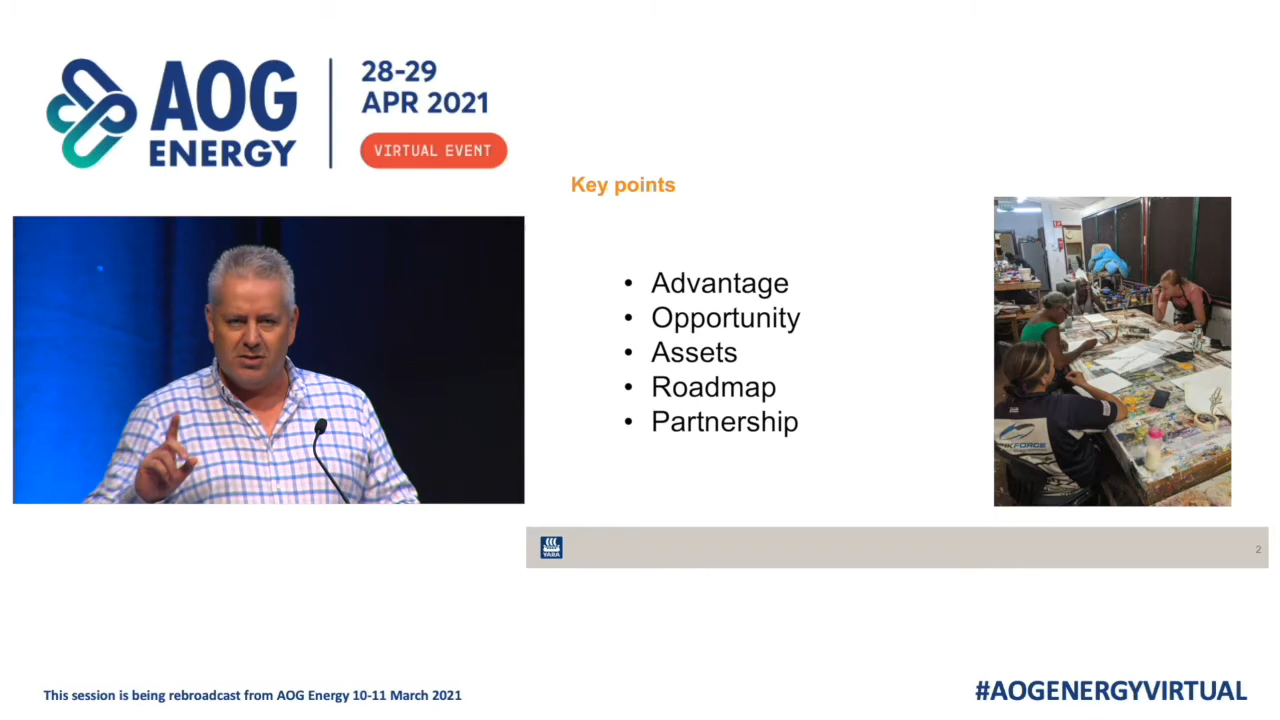 AOG
ENERGY
28-29
APR 2021
VIRTUAL EVENT
Key points
• Advantage
• Opportunity
• Assets
• Roadmap
• Partnership
YARA
2
This session is being rebroadcast from AOG Energy 10-11 March 2021
#AOGENERGYVIRTUAL